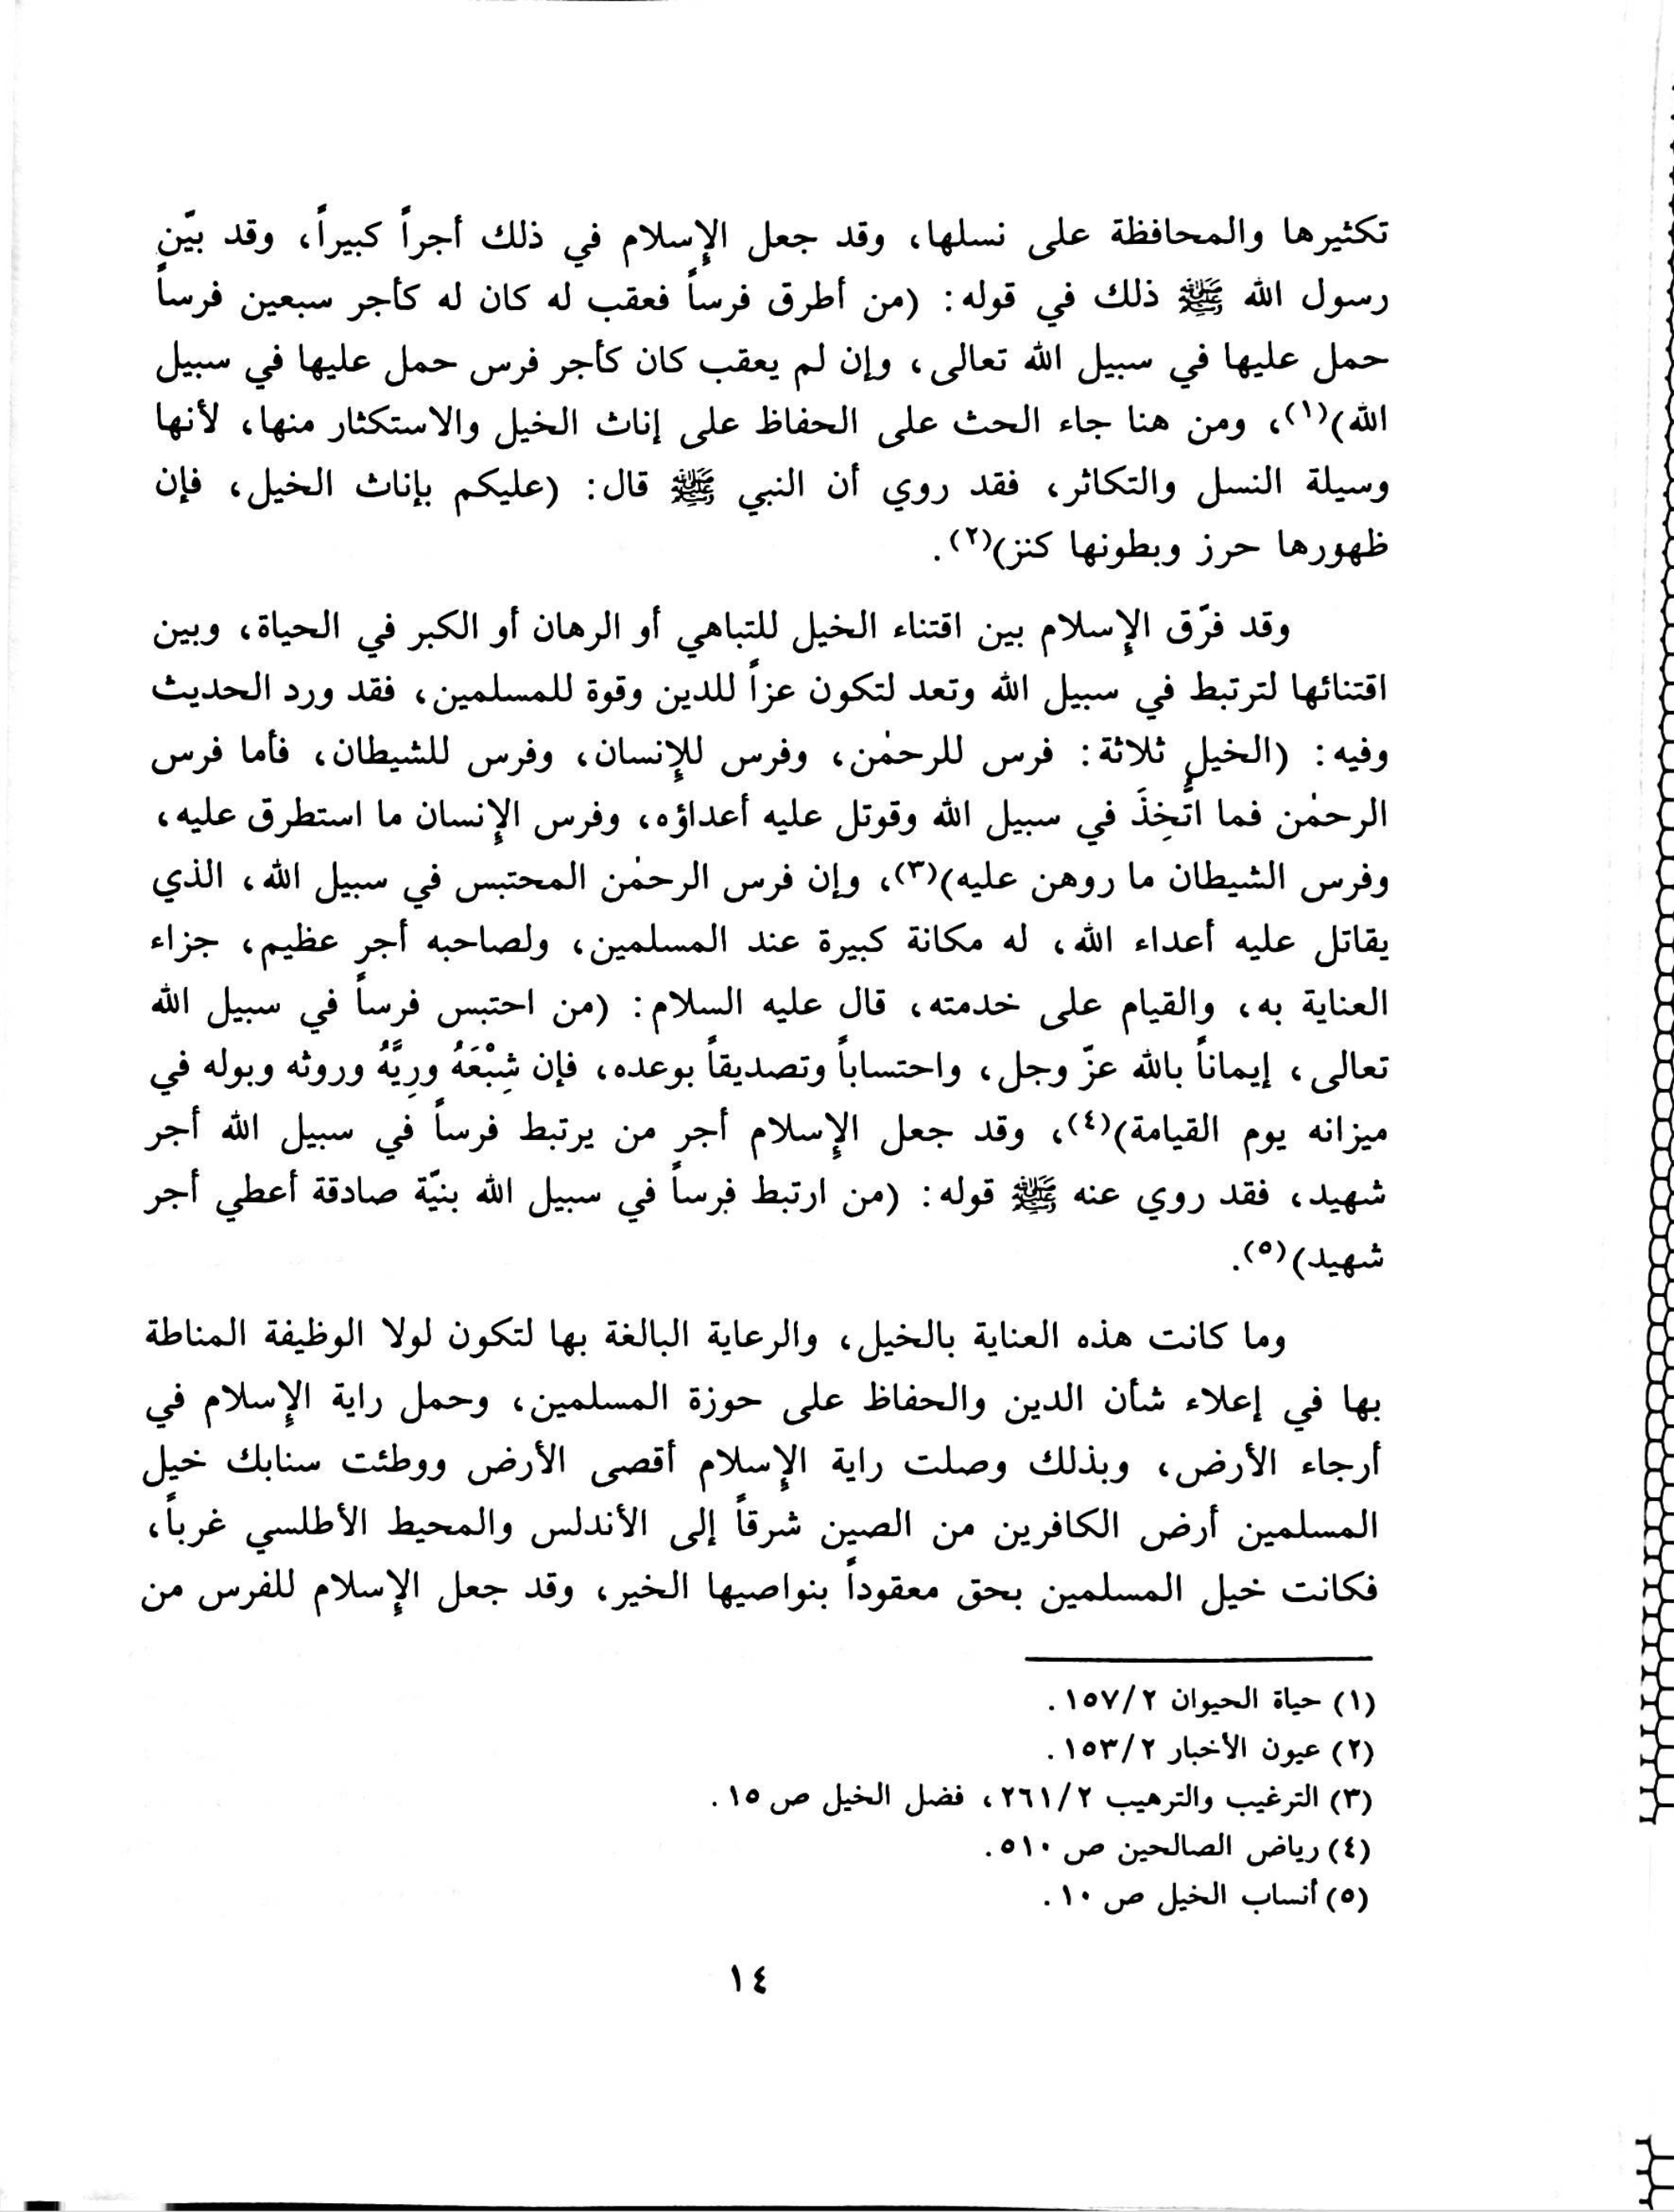 تكثيرها والمحافظة على نسلها، وقد جعل الإسلام في ذلك أجراً كبيراً، وقد بيّن
رسول الله ﷺ ذلك في قوله: (من أطرق فرساً فعقب له كان له كأجر سبعين فرساً
حمل عليها في سبيل الله تعالى، وإن لم يعقب كان كأجر فرس حمل عليها في سبيل
الله)(١)، ومن هنا جاء الحث على الحفاظ على إناث الخيل والاستكثار منها، لأنها
وسيلة النسل والتكاثر، فقد روي أن النبي ﷺ قال: (عليكم بإناث الخيل، فإن
ظهورها حرز وبطونها كنز)(٢).
وقد فرّق الإسلام بين اقتناء الخيل للتباهي أو الرهان أو الكبر في الحياة، وبين
اقتنائها لترتبط في سبيل الله وتعد لتكون عزاً للدين وقوة للمسلمين، فقد ورد الحديث
وفيه: (الخيل ثلاثة: فرس للرحمٰن، وفرس للإنسان، وفرس للشيطان، فأما فرس
الرحمٰن فما اتُّخِذَ في سبيل الله وقوتل عليه أعداؤه، وفرس الإنسان ما استطرق عليه،
وفرس الشيطان ما روهن عليه)(٣)، وإن فرس الرحمٰن المحتبس في سبيل الله، الذي
يقاتل عليه أعداء الله، له مكانة كبيرة عند المسلمين، ولصاحبه أجر عظيم، جزاء
العناية به، والقيام على خدمته، قال عليه السلام: (من احتبس فرساً في سبيل الله
تعالى، إيماناً بالله عزّ وجل، واحتساباً وتصديقاً بوعده، فإن شِبْعَهُ ورِيَّهُ وروثه وبوله في
ميزانه يوم القيامة)(٤)، وقد جعل الإسلام أجر من يرتبط فرساً في سبيل الله أجر
شهيد، فقد روي عنه ﷺ قوله: (من ارتبط فرساً في سبيل الله بنيّة صادقة أعطي أجر
شهيد)(٥).
وما كانت هذه العناية بالخيل، والرعاية البالغة بها لتكون لولا الوظيفة المناطة
بها في إعلاء شأن الدين والحفاظ على حوزة المسلمين، وحمل راية الإسلام في
أرجاء الأرض، وبذلك وصلت راية الإسلام أقصى الأرض ووطئت سنابك خيل
المسلمين أرض الكافرين من الصين شرقاً إلى الأندلس والمحيط الأطلسي غرباً،
فكانت خيل المسلمين بحق معقوداً بنواصيها الخير، وقد جعل الإسلام للفرس من
(١) حياة الحيوان ١٥٧/٢.
(٢) عيون الأخبار ١٥٣/٢.
(٣) الترغيب والترهيب ٢٦١/٢، فضل الخيل ص ١٥.
(٤) رياض الصالحين ص ٥١٠.
(٥) أنساب الخيل ص ١٠.
١٤